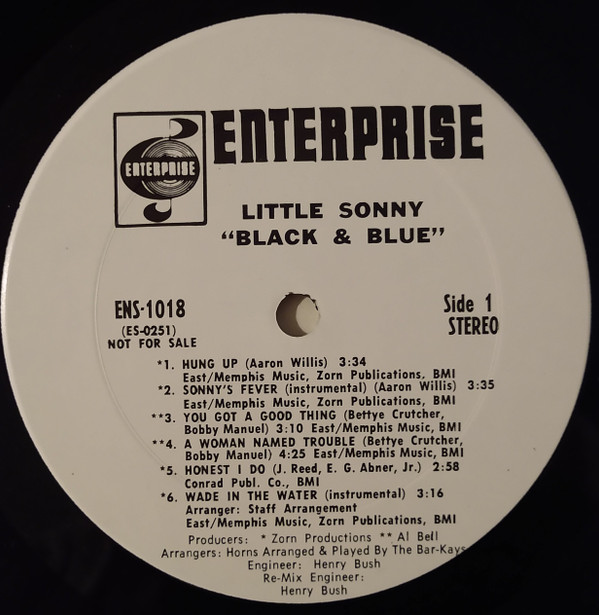 ENTERPRISE
ENTERPRISE
LITTLE SONNY
“BLACK & BLUE”
ENS-1018
(ES-0251)
NOT FOR SALE
Side 1
STEREO
*1. HUNG UP (Aaron Willis) 3:34
East/Memphis Music, Zorn Publications, BMI
*2. SONNY'S FEVER (instrumental) (Aaron Willis) 3:35
East/Memphis Music, Zorn Publications, BMI
**3. YOU GOT A GOOD THING (Bettye Crutcher,
Bobby Manuel) 3:10 East/Memphis Music, BMI
**4. A WOMAN NAMED TROUBLE (Bettye Crutcher,
Bobby Manuel) 4:25 East/Memphis Music, BMI
*5. HONEST I DO (J. Reed, E. G. Abner, Jr.) 2:58
Conrad Publ. Co., BMI
*6. WADE IN THE WATER (instrumental) 3:16
Arranger: Staff Arrangement
East/Memphis Music, Zorn Publications, BMI
Producers: * Zorn Productions ** Al Bell
Arrangers: Horns Arranged & Played By The Bar-Kays
Engineer: Henry Bush
Re-Mix Engineer:
Henry Bush